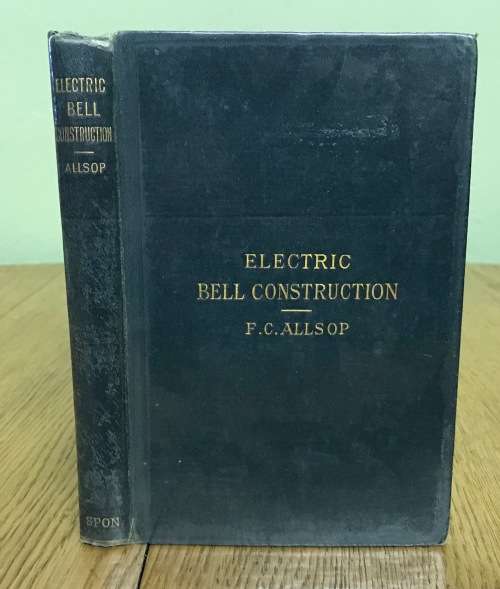 ELECTRIC
BELL
CONSTRUCTION
ALLSOP
SPON
ELECTRIC
BELL CONSTRUCTION
F.C. ALLSOP